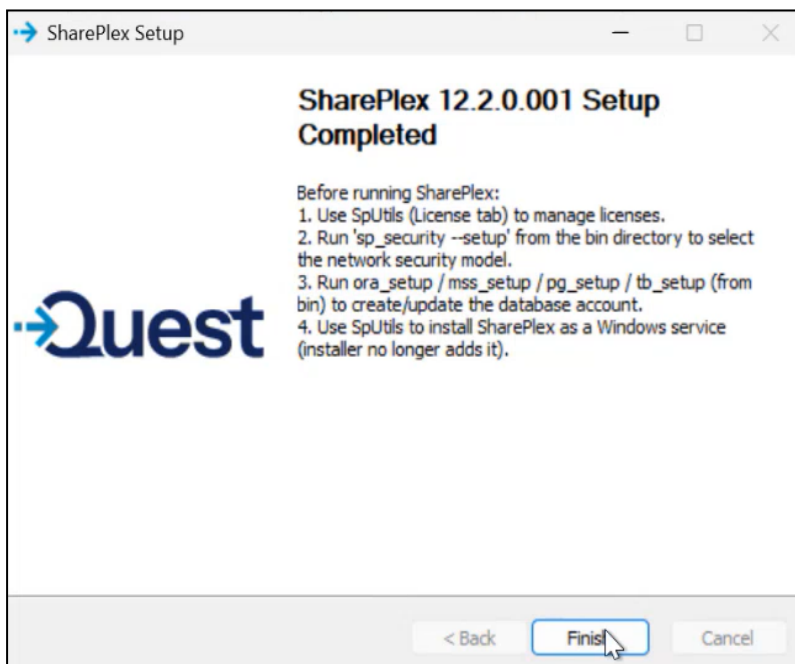 SharePlex Setup
SharePlex 12.2.0.001 Setup
Completed
Before running SharePlex:
1. Use SpUtils (License tab) to manage licenses.
2. Run 'sp_security --setup' from the bin directory to select
the network security model.
3. Run ora_setup / mss_setup / pg_setup / tb_setup (from
bin) to create/update the database account.
4. Use SpUtils to install SharePlex as a Windows service
(installer no longer adds it).
Quest
< Back
Finish
Cancel